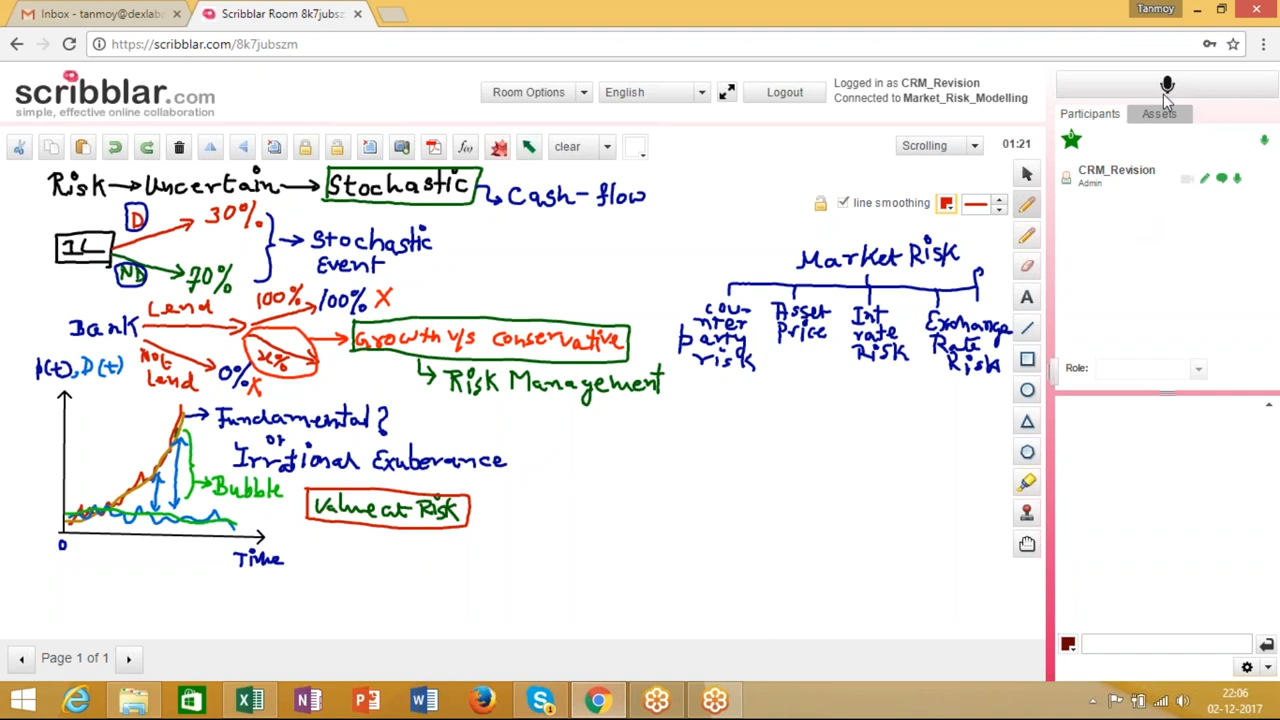 Inbox - tanmoy@dexlab
Scribblar Room 8k7jubsz
Tanmoy
https://scribblar.com/8k7jubszm
scribblar.com
simple, effective online collaboration
Room Options
English
Logout
Logged in as CRM_Revision
Connected to Market_Risk_Modelling
Participants
Assets
f(x)
clear
Scrolling
01:21
CRM_Revision
Admin
line smoothing
Role:
Risk → Uncertain → Stochastic
Cash-flow
D
30%
1L
ND
70%
Stochastic
Event
Bank
Lend
100%
100% X
Not
Lend
0% X
x%
Growth v/s Conservative
Risk Management
P(t), D(t)
Fundamental?
or
Irrational Exuberance
Bubble
Value at Risk
0
Time
Market Risk
Cou-
nter
party
risk
Asset
Price
Int
rate
Risk
Exchange
Rate
Risk
A
Page 1 of 1
22:06
02-12-2017